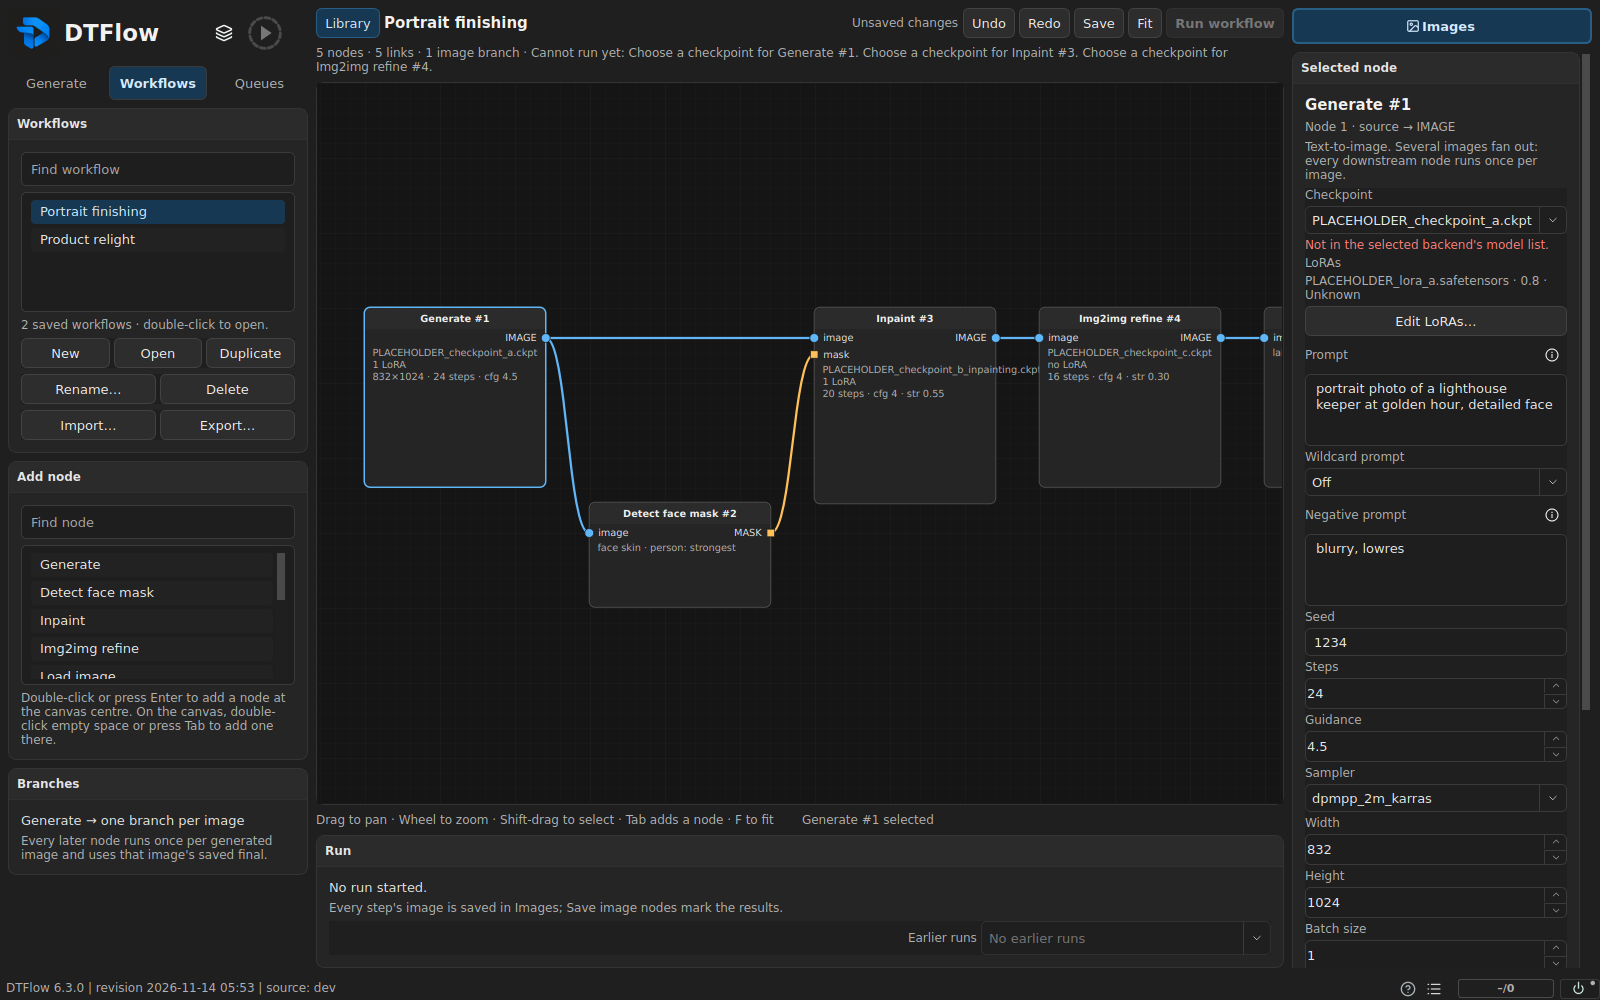 DTFlow
Generate
Workflows
Queues
Workflows
Find workflow
Portrait finishing
Product relight
2 saved workflows · double-click to open.
New
Open
Duplicate
Rename...
Delete
Import...
Export...
Add node
Find node
Generate
Detect face mask
Inpaint
Img2img refine
Load image
Double-click or press Enter to add a node at
the canvas centre. On the canvas, double-
click empty space or press Tab to add one
there.
Branches
Generate → one branch per image
Every later node runs once per generated
image and uses that image's saved final.
Library
Portrait finishing
Unsaved changes
Undo
Redo
Save
Fit
Run workflow
5 nodes · 5 links · 1 image branch · Cannot run yet: Choose a checkpoint for Generate #1. Choose a checkpoint for Inpaint #3. Choose a checkpoint for
Img2img refine #4.
Generate #1
IMAGE
PLACEHOLDER_checkpoint_a.ckpt
1 LoRA
832×1024 · 24 steps · cfg 4.5
Detect face mask #2
image
MASK
face skin · person: strongest
Inpaint #3
image
IMAGE
mask
PLACEHOLDER_checkpoint_b_inpainting.ckpt
1 LoRA
20 steps · cfg 4 · str 0.55
Img2img refine #4
image
IMAGE
PLACEHOLDER_checkpoint_c.ckpt
no LoRA
16 steps · cfg 4 · str 0.30
im
la
Drag to pan · Wheel to zoom · Shift-drag to select · Tab adds a node · F to fit
Generate #1 selected
Run
No run started.
Every step's image is saved in Images; Save image nodes mark the results.
Earlier runs
No earlier runs
Images
Selected node
Generate #1
Node 1 · source → IMAGE
Text-to-image. Several images fan out:
every downstream node runs once per
image.
Checkpoint
PLACEHOLDER_checkpoint_a.ckpt
Not in the selected backend's model list.
LoRAs
PLACEHOLDER_lora_a.safetensors · 0.8 ·
Unknown
Edit LoRAs...
Prompt
portrait photo of a lighthouse
keeper at golden hour, detailed face
Wildcard prompt
Off
Negative prompt
blurry, lowres
Seed
1234
Steps
24
Guidance
4.5
Sampler
dpmpp_2m_karras
Width
832
Height
1024
Batch size
1
DTFlow 6.3.0 | revision 2026-11-14 05:53 | source: dev
–/0